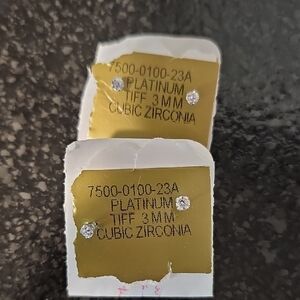 7500-0100-23A
PLATINUM
TIFF 3MM
CUBIC ZIRCONIA
7500-0100-23A
PLATINUM
TIFF 3MM
CUBIC ZIRCONIA